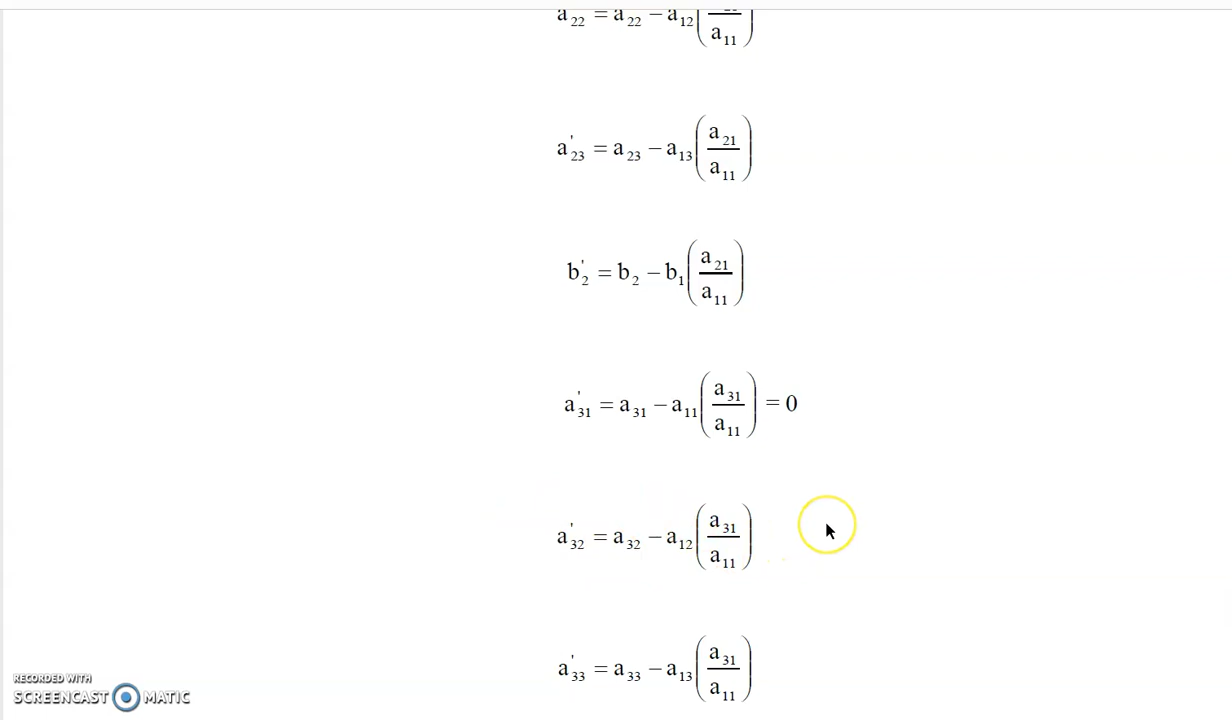 a'22 = a22 − a12( /a11)
a'23 = a23 − a13(a21/a11)
b'2 = b2 − b1(a21/a11)
a'31 = a31 − a11(a31/a11) = 0
a'32 = a32 − a12(a31/a11)
a'33 = a33 − a13(a31/a11)
RECORDED WITH
SCREENCAST MATIC